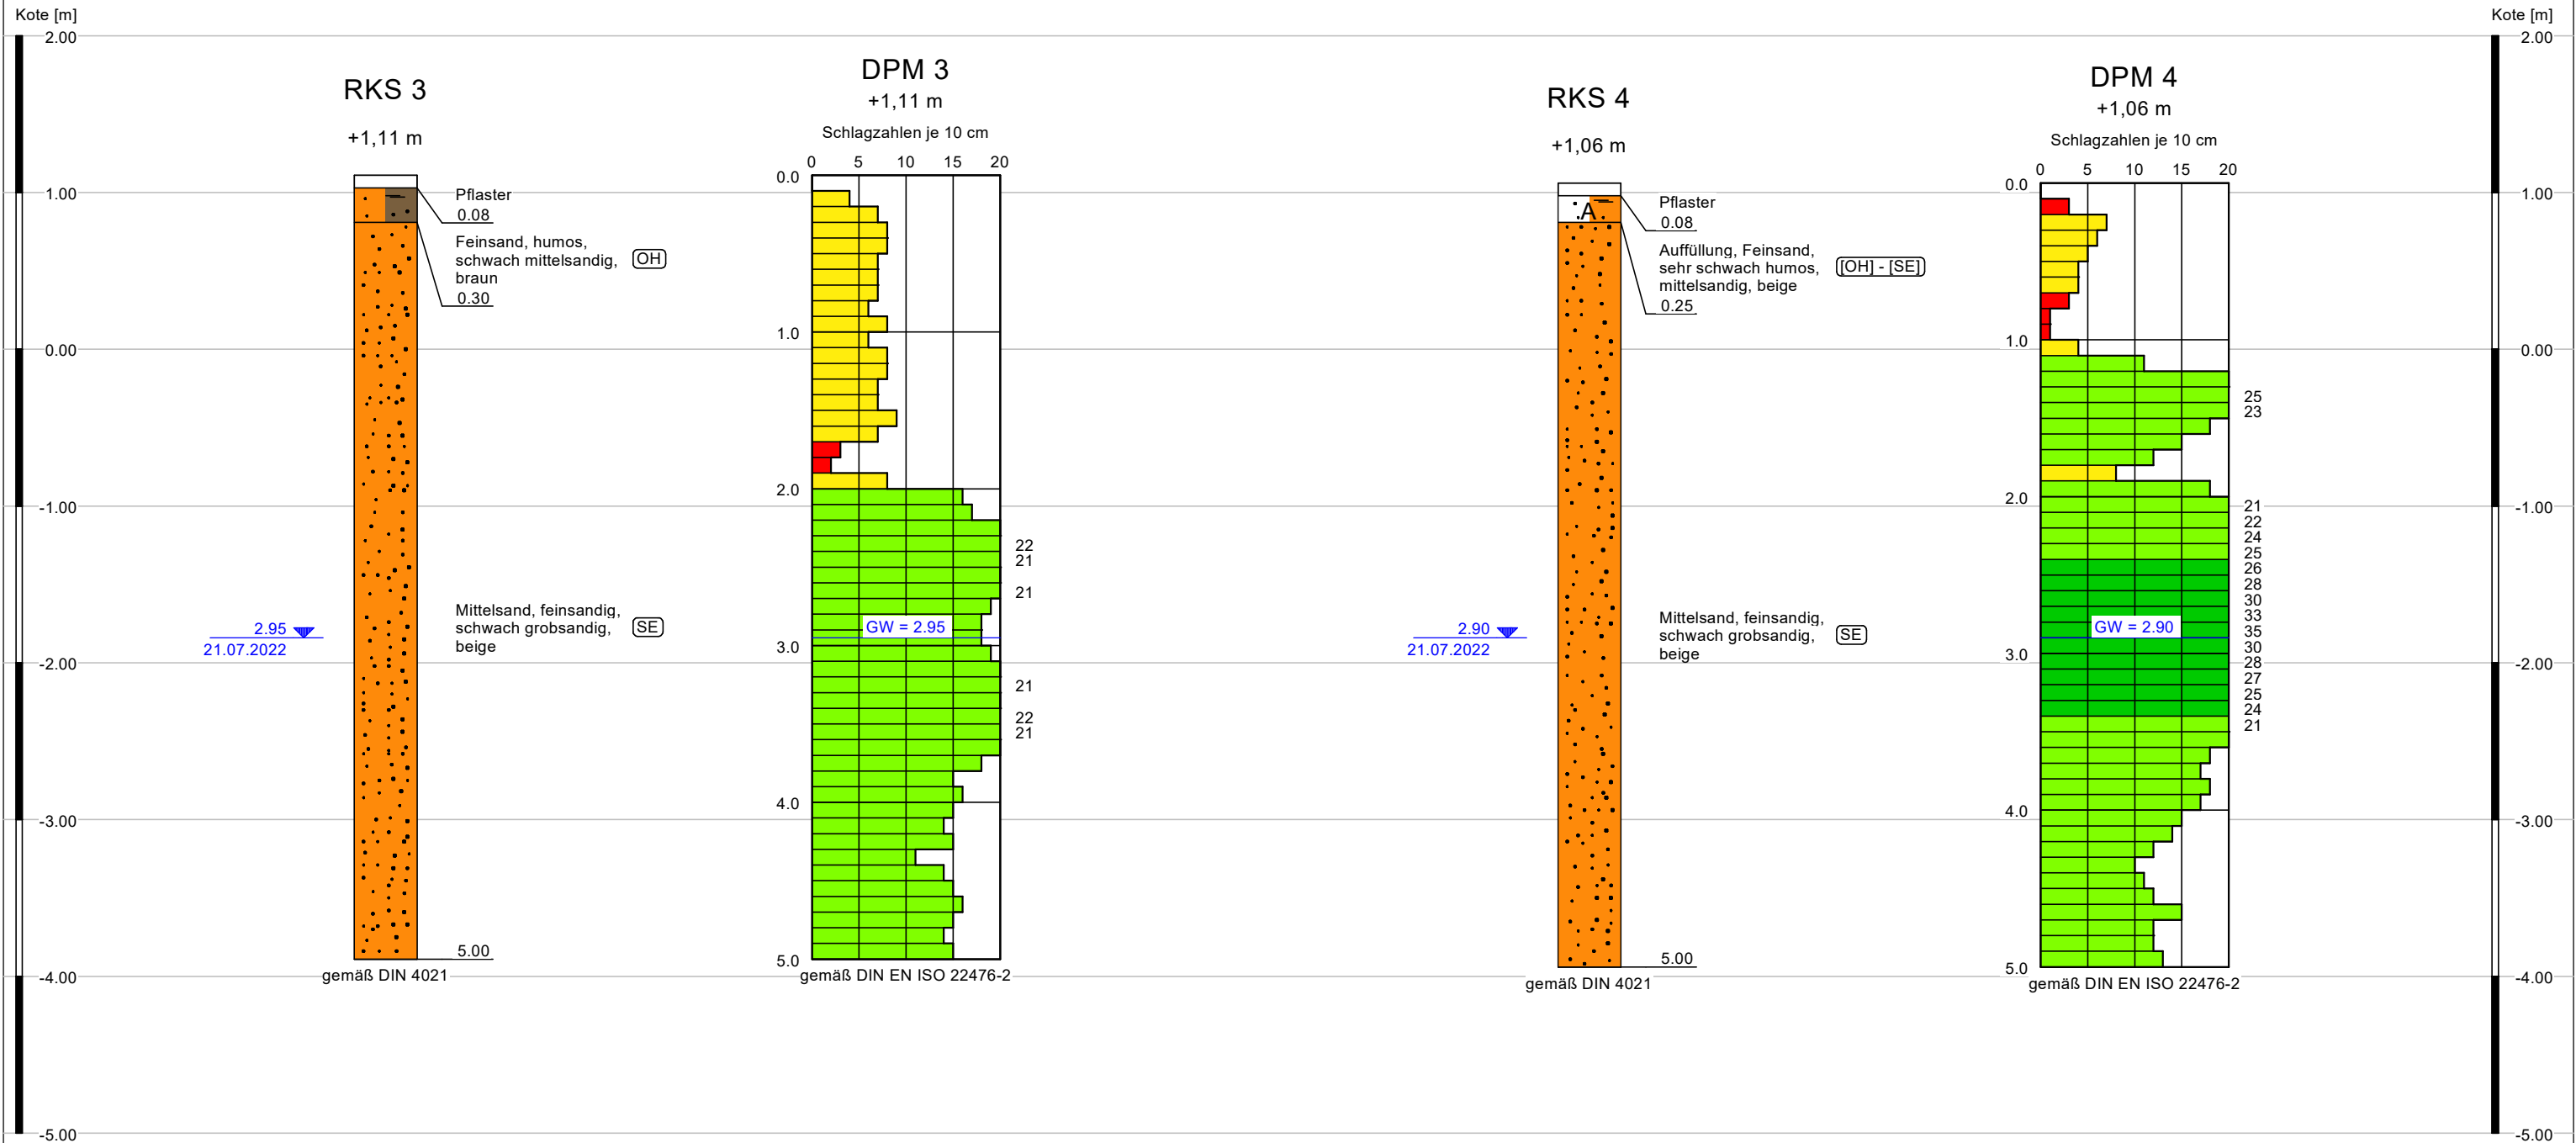 Kote [m]
2.00
1.00
0.00
-1.00
-2.00
-3.00
-4.00
-5.00
RKS 3
+1,11 m
Pflaster
0.08
Feinsand, humos,
schwach mittelsandig,
braun
OH
0.30
Mittelsand, feinsandig,
schwach grobsandig,
beige
SE
2.95
21.07.2022
5.00
gemäß DIN 4021
DPM 3
+1,11 m
Schlagzahlen je 10 cm
0 5 10 15 20
0.0
1.0
2.0
22
21
21
GW = 2.95
3.0
21
22
21
4.0
5.0
gemäß DIN EN ISO 22476-2
RKS 4
+1,06 m
A
Pflaster
0.08
Auffüllung, Feinsand,
sehr schwach humos,
mittelsandig, beige
[OH] - [SE]
0.25
Mittelsand, feinsandig,
schwach grobsandig,
beige
SE
2.90
21.07.2022
5.00
gemäß DIN 4021
DPM 4
+1,06 m
Schlagzahlen je 10 cm
0 5 10 15 20
0.0
1.0
25
23
2.0
21
22
24
25
26
28
30
33
35
GW = 2.90
30
3.0
28
27
25
24
21
4.0
5.0
gemäß DIN EN ISO 22476-2
Kote [m]
2.00
1.00
0.00
-1.00
-2.00
-3.00
-4.00
-5.00